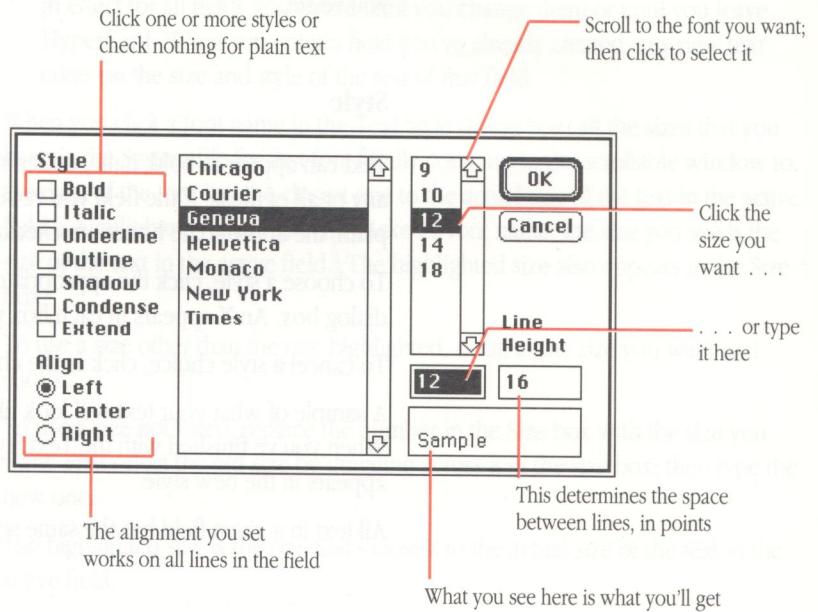 Click one or more styles or
check nothing for plain text
Scroll to the font you want;
then click to select it
Style
Bold
Italic
Underline
Outline
Shadow
Condense
Extend
Align
Left
Center
Right
Chicago
Courier
Geneva
Helvetica
Monaco
New York
Times
9
10
12
14
18
12
OK
Cancel
Line
Height
16
Sample
Click the
size you
want . . . .
. . . or type
it here
The alignment you set
works on all lines in the field
This determines the space
between lines, in points
What you see here is what you'll get